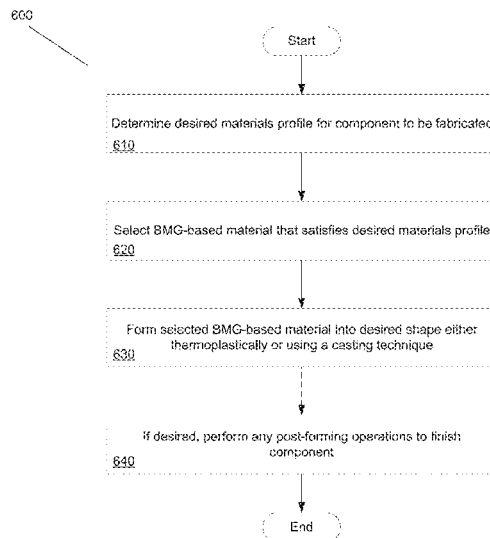 600
Start
Determine desired materials profile for component to be fabricated
610
Select BMG-based material that satisfies desired materials profile
620
Form selected BMG-based material into desired shape either
thermoplastically or using a casting technique
630
If desired, perform any post-forming operations to finish
component
640
End